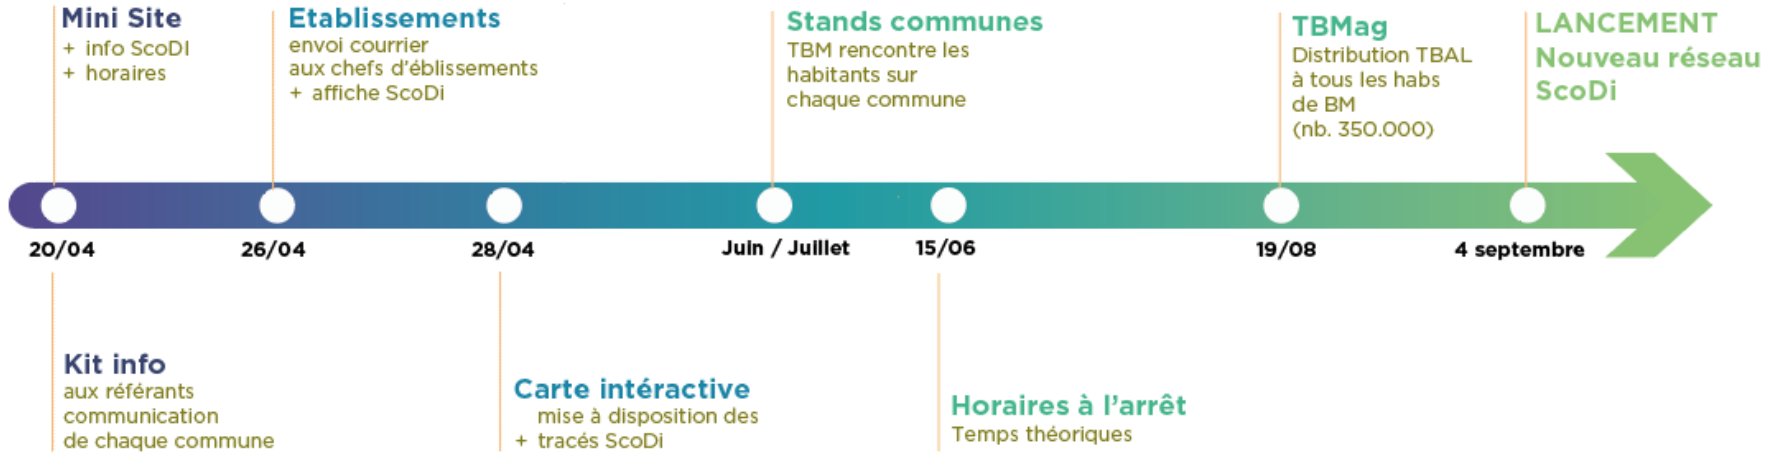 Mini Site
+ info ScoDI
+ horaires
Etablissements
envoi courrier
aux chefs d'éblissements
+ affiche ScoDi
Stands communes
TBM rencontre les
habitants sur
chaque commune
TBMag
Distribution TBAL
à tous les habs
de BM
(nb. 350.000)
LANCEMENT
Nouveau réseau
ScoDi
20/04
26/04
28/04
Juin / Juillet
15/06
19/08
4 septembre
Kit info
aux référants
communication
de chaque commune
Carte intéractive
mise à disposition des
+ tracés ScoDi
Horaires à l'arrêt
Temps théoriques